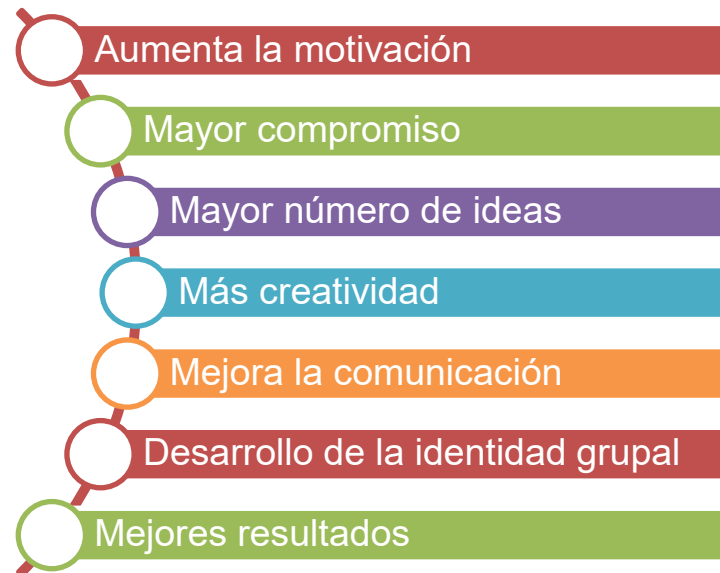 Aumenta la motivación
Mayor compromiso
Mayor número de ideas
Más creatividad
Mejora la comunicación
Desarrollo de la identidad grupal
Mejores resultados